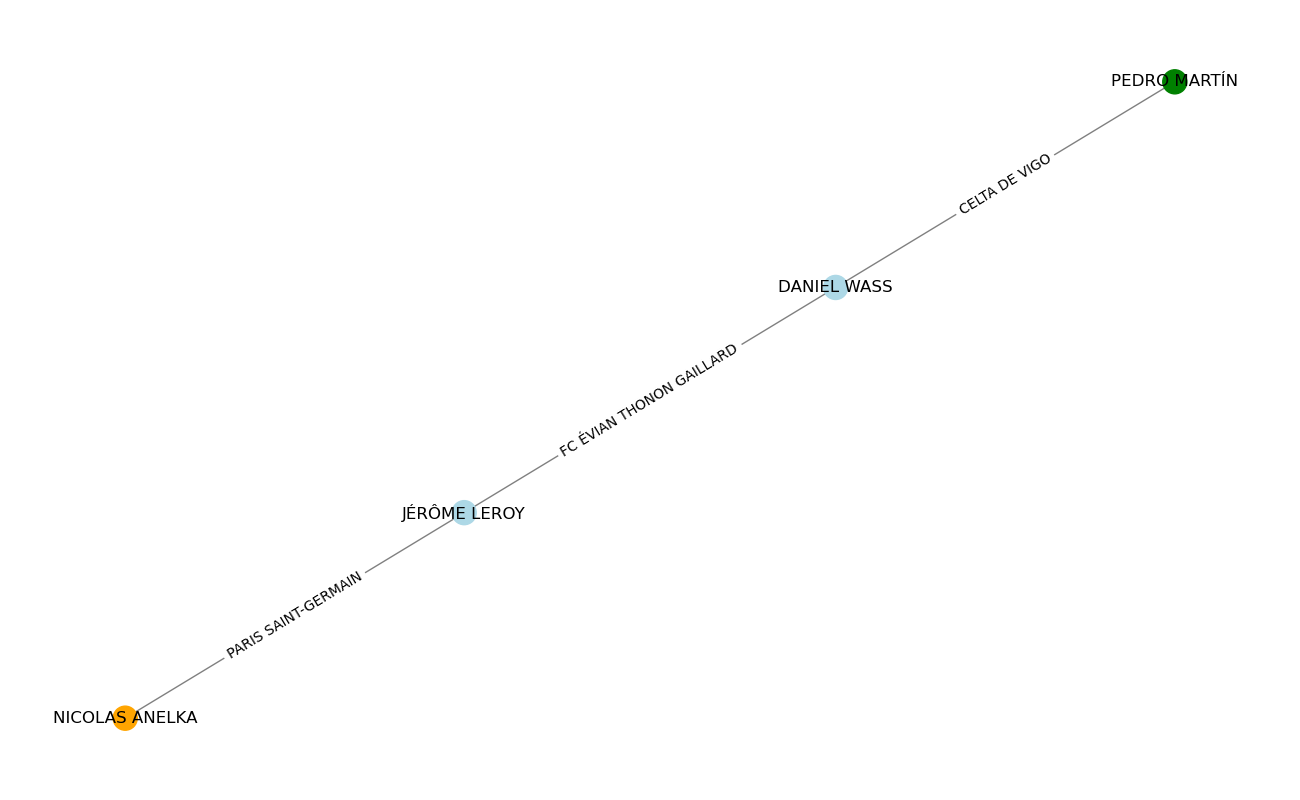 PEDRO MARTÍN
CELTA DE VIGO
DANIEL WASS
FC ÉVIAN THONON GAILLARD
JÉRÔME LEROY
PARIS SAINT-GERMAIN
NICOLAS ANELKA